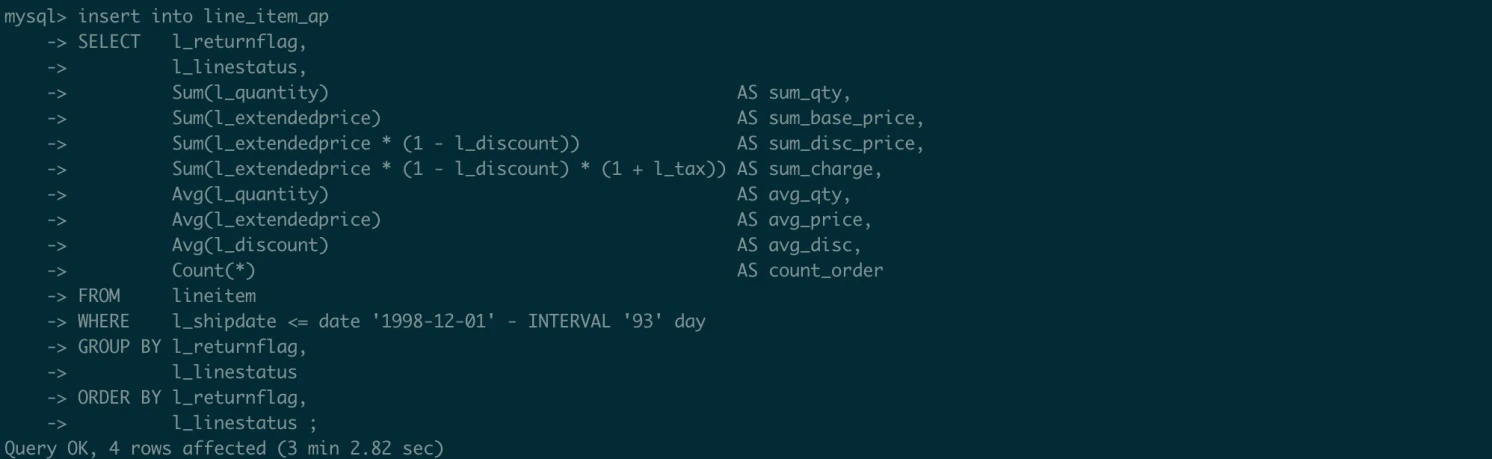 mysql> insert into line_item_ap
    -> SELECT   l_returnflag,
    ->          l_linestatus,
    ->          Sum(l_quantity)                                       AS sum_qty,
    ->          Sum(l_extendedprice)                                  AS sum_base_price,
    ->          Sum(l_extendedprice * (1 - l_discount))               AS sum_disc_price,
    ->          Sum(l_extendedprice * (1 - l_discount) * (1 + l_tax)) AS sum_charge,
    ->          Avg(l_quantity)                                       AS avg_qty,
    ->          Avg(l_extendedprice)                                  AS avg_price,
    ->          Avg(l_discount)                                       AS avg_disc,
    ->          Count(*)                                              AS count_order
    -> FROM     lineitem
    -> WHERE    l_shipdate <= date '1998-12-01' - INTERVAL '93' day
    -> GROUP BY l_returnflag,
    ->          l_linestatus
    -> ORDER BY l_returnflag,
    ->          l_linestatus ;
Query OK, 4 rows affected (3 min 2.82 sec)